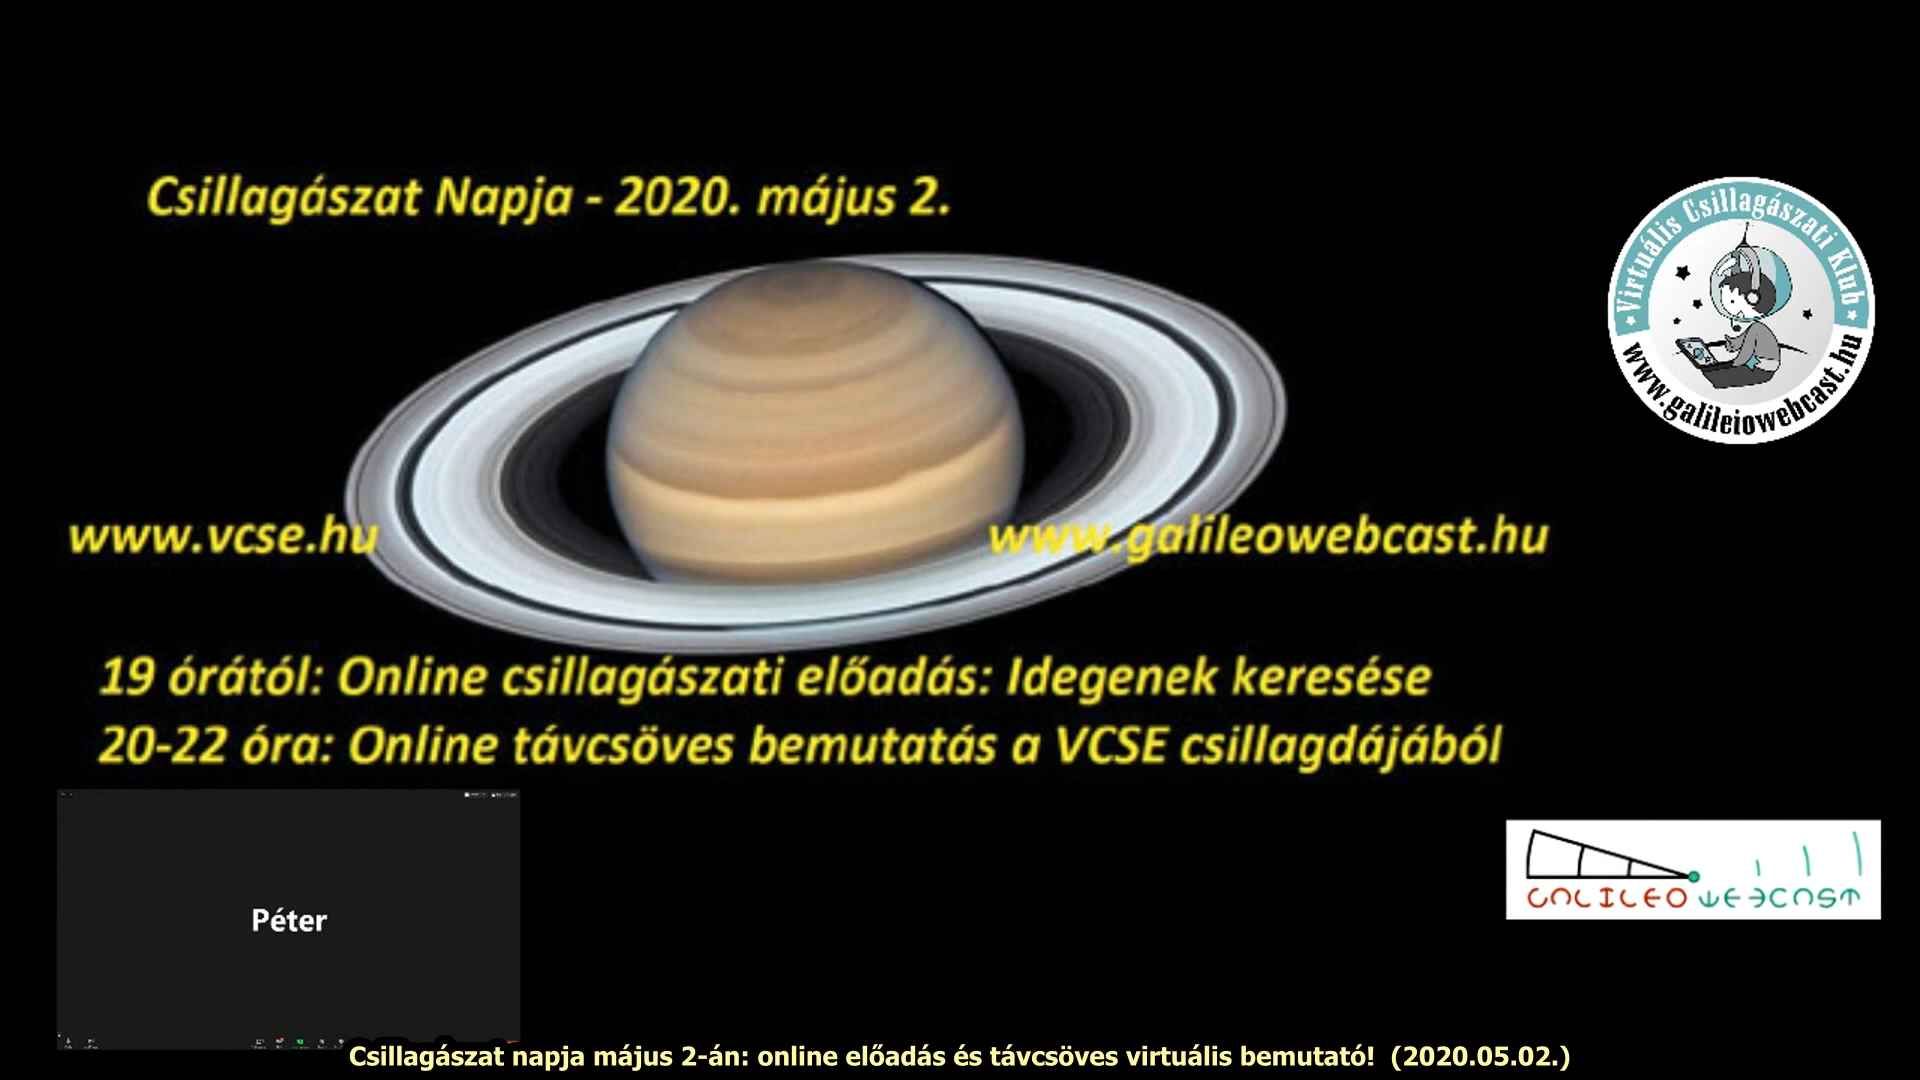 Csillagászat Napja - 2020. május 2.
Virtuális Csillagászati Klub
www.galileiowebcast.hu
www.vcse.hu
www.galileowebcast.hu
19 órától: Online csillagászati előadás: Idegenek keresése
20-22 óra: Online távcsöves bemutatás a VCSE csillagdájából
Péter
GALILEO WEBCAST
Csillagászat napja május 2-án: online előadás és távcsöves virtuális bemutató! (2020.05.02.)